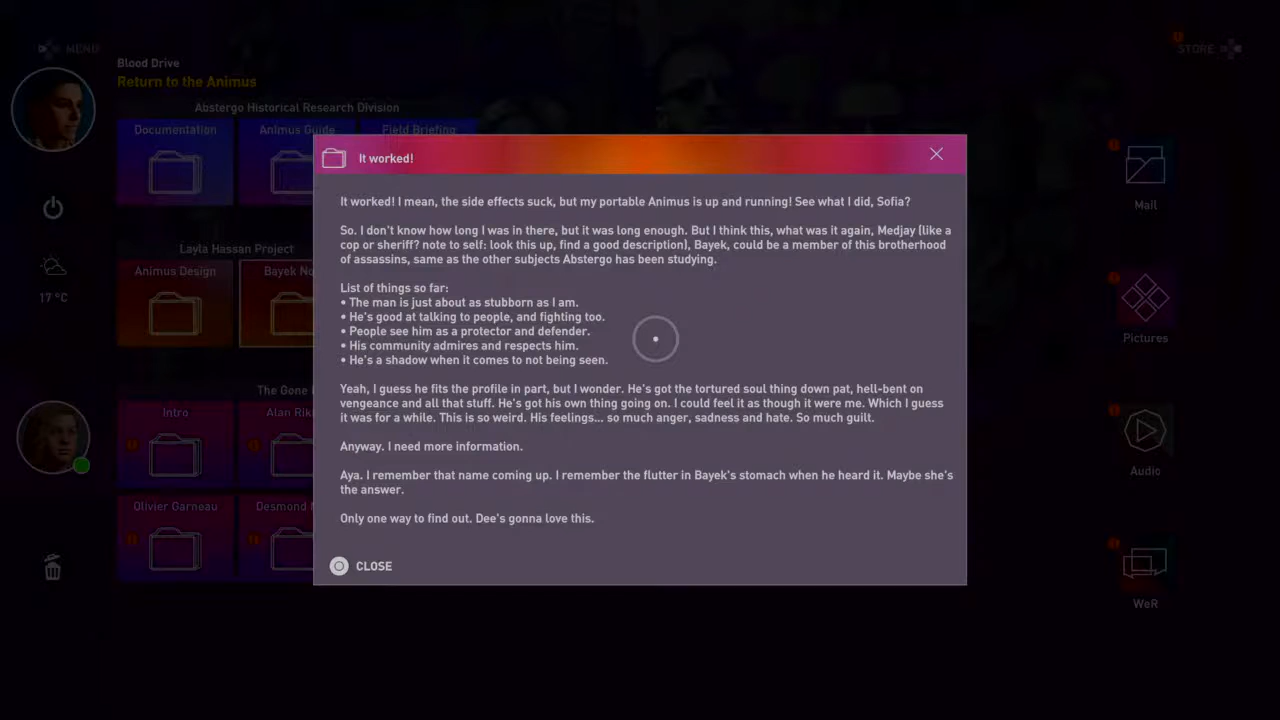 MENU
STORE
Blood Drive
Return to the Animus
Abstergo Historical Research Division
Documentation
Animus Guide
Field Briefing
It worked!
It worked! I mean, the side effects suck, but my portable Animus is up and running! See what I did, Sofia?
So. I don't know how long I was in there, but it was long enough. But I think this, what was it again, Medjay (like a
cop or sheriff? note to self: look this up, find a good description), Bayek, could be a member of this brotherhood
of assassins, same as the other subjects Abstergo has been studying.
List of things so far:
• The man is just about as stubborn as I am.
• He's good at talking to people, and fighting too.
• People see him as a protector and defender.
• His community admires and respects him.
• He's a shadow when it comes to not being seen.
Yeah, I guess he fits the profile in part, but I wonder. He's got the tortured soul thing down pat, hell-bent on
vengeance and all that stuff. He's got his own thing going on. I could feel it as though it were me. Which I guess
it was for a while. This is so weird. His feelings... so much anger, sadness and hate. So much guilt.
Anyway. I need more information.
Aya. I remember that name coming up. I remember the flutter in Bayek's stomach when he heard it. Maybe she's
the answer.
Only one way to find out. Dee's gonna love this.
CLOSE
17 °C
Layla Hassan Project
Animus Design
Bayek No
The Gone
Intro
Alan Rik
Olivier Garneau
Desmond
Mail
Pictures
Audio
WeR